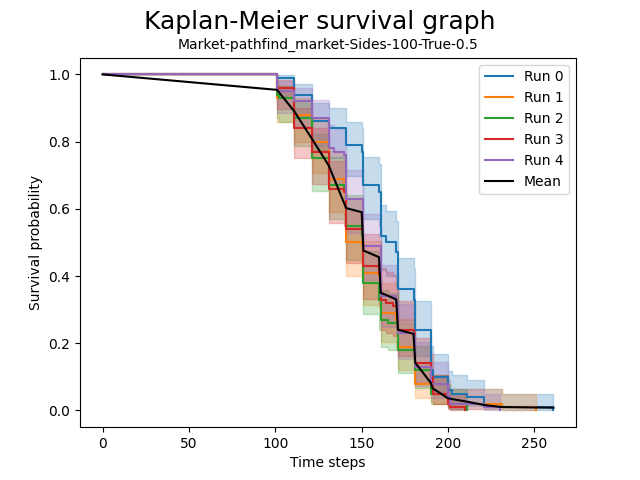 Kaplan-Meier survival graph
Market-pathfind_market-Sides-100-True-0.5
1.0
0.8
0.6
0.4
0.2
0.0
Survival probability
Run 0
Run 1
Run 2
Run 3
Run 4
Mean
0 50 100 150 200 250
Time steps